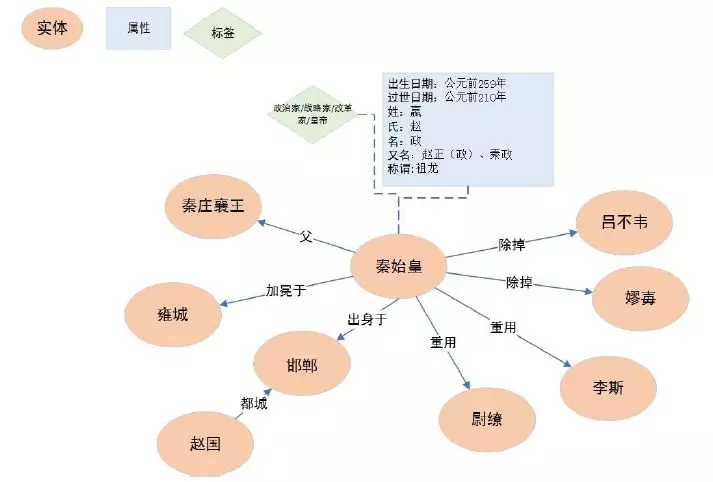 实体
属性
标签
政治家/战略家/改革
家/皇帝
出生日期：公元前259年
过世日期：公元前210年
姓：嬴
氏：赵
名：政
又名：赵正（政）、秦政
称谓:祖龙
秦庄襄王
父
秦始皇
除掉
吕不韦
除掉
嫪毐
加冕于
雍城
出身于
邯郸
重用
重用
李斯
尉缭
都城
赵国